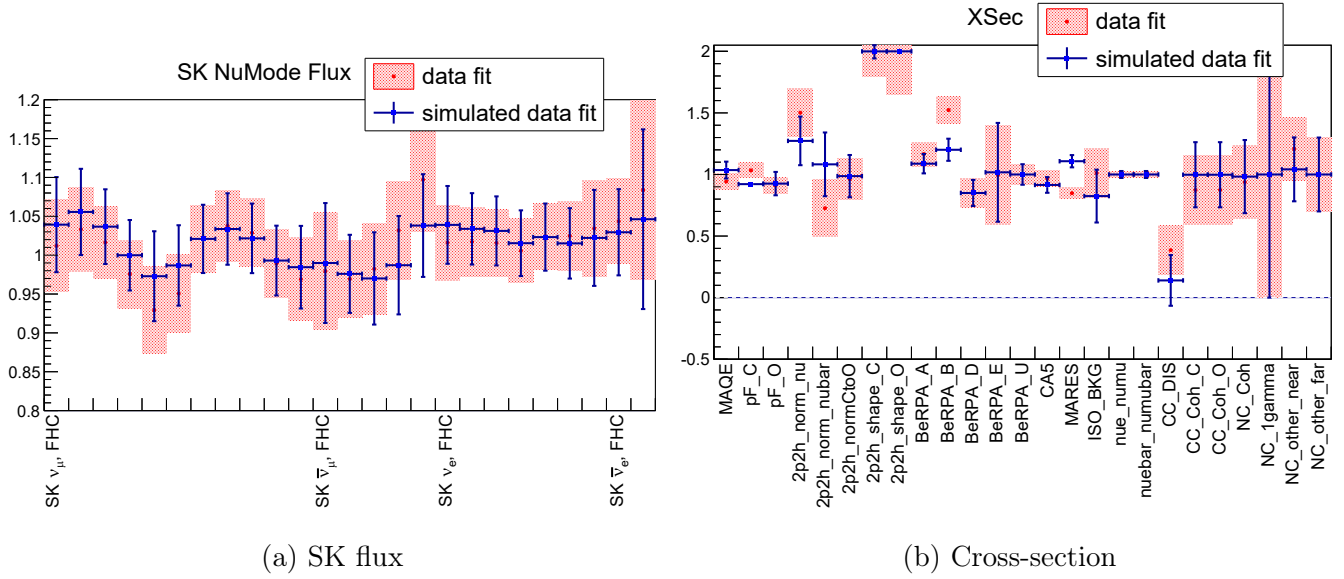 SK NuMode Flux
data fit
simulated data fit
1.2
1.15
1.1
1.05
1
0.95
0.9
0.85
0.8
SK νμ, FHC
SK ν̅μ, FHC
SK νe, FHC
SK ν̅e, FHC
(a) SK flux
XSec
data fit
simulated data fit
2
1.5
1
0.5
0
-0.5
MAQE
pF_C
pF_O
2p2h_norm_nu
2p2h_norm_nubar
2p2h_normCtoO
2p2h_shape_C
2p2h_shape_O
BeRPA_A
BeRPA_B
BeRPA_D
BeRPA_E
BeRPA_U
CA5
MARES
ISO_BKG
nue_numu
nuebar_numubar
CC_DIS
CC_Coh_C
CC_Coh_O
NC_Coh
NC_1gamma
NC_other_near
NC_other_far
(b) Cross-section